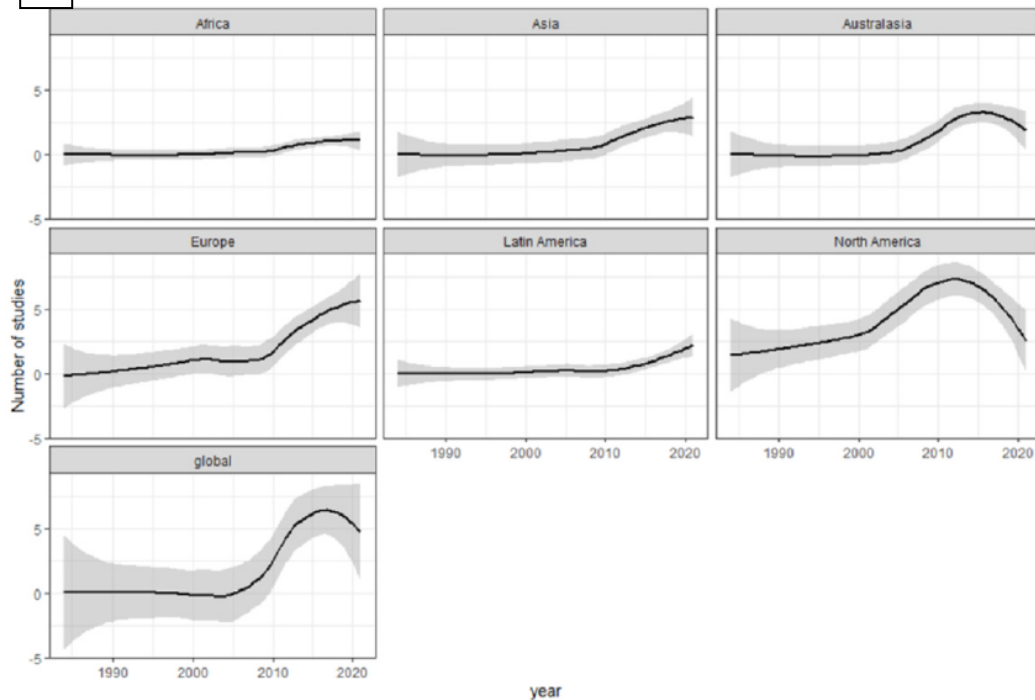 Africa
Asia
Australasia
5
0
-5
Europe
Latin America
North America
5
0
-5
1990
2000
2010
2020
1990
2000
2010
2020
global
5
0
-5
1990
2000
2010
2020
Number of studies
year